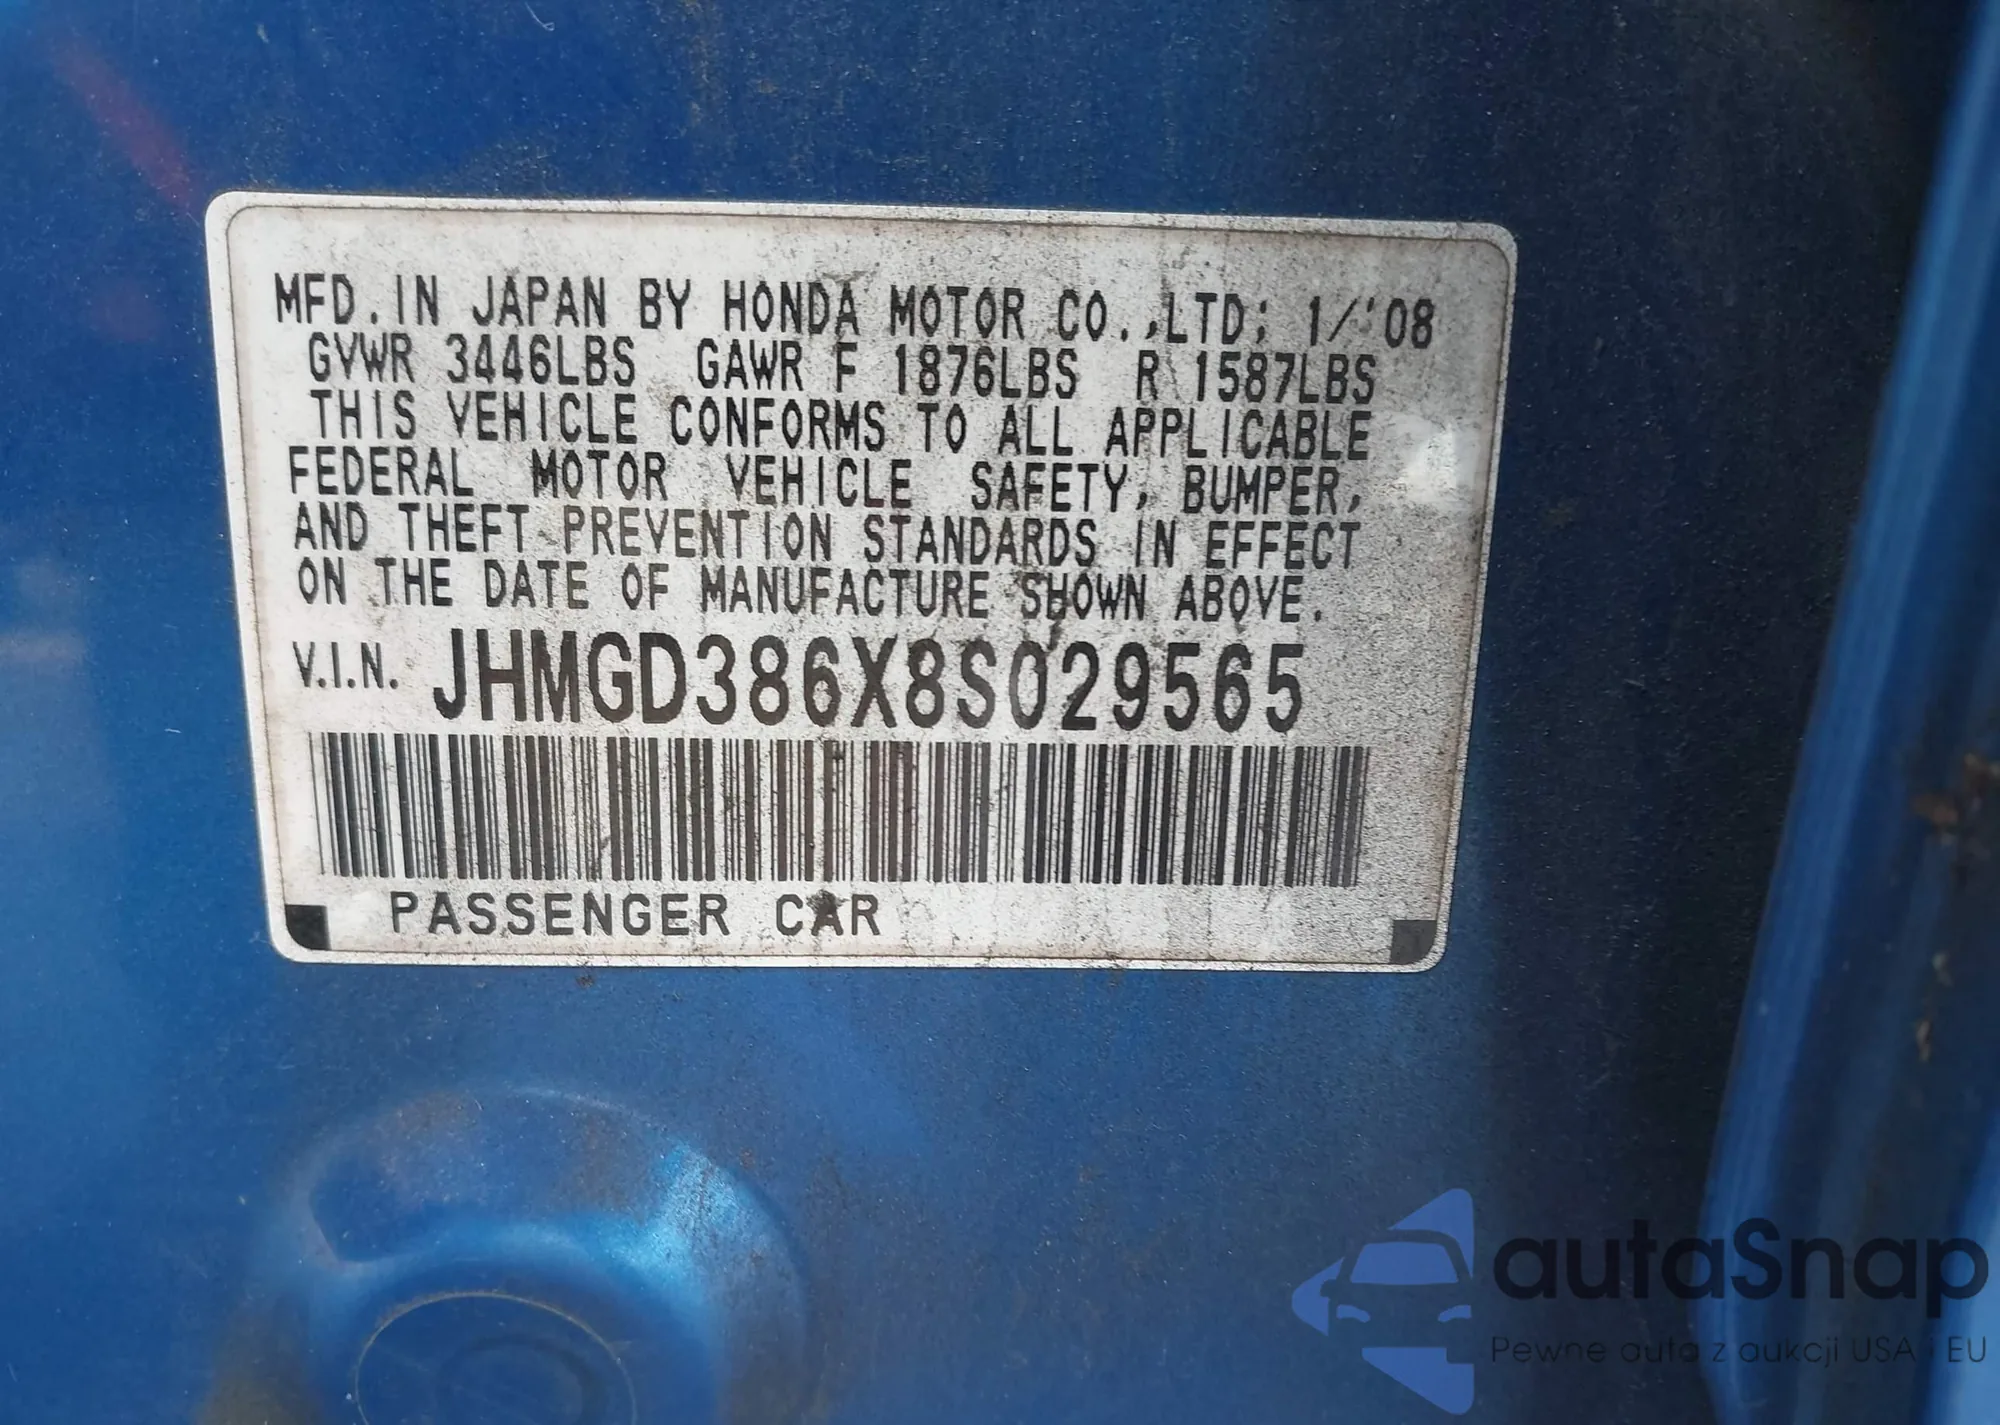 MFD. IN JAPAN BY HONDA MOTOR CO., LTD; 1/'08
GVWR 3446LBS GAWR F 1876LBS R 1587LBS
THIS VEHICLE CONFORMS TO ALL APPLICABLE
FEDERAL MOTOR VEHICLE SAFETY, BUMPER,
AND THEFT PREVENTION STANDARDS IN EFFECT
ON THE DATE OF MANUFACTURE SHOWN ABOVE.
V.I.N. JHMGD386X8S029565
PASSENGER CAR
autaSnap
Pewne auta z aukcji USA i EU